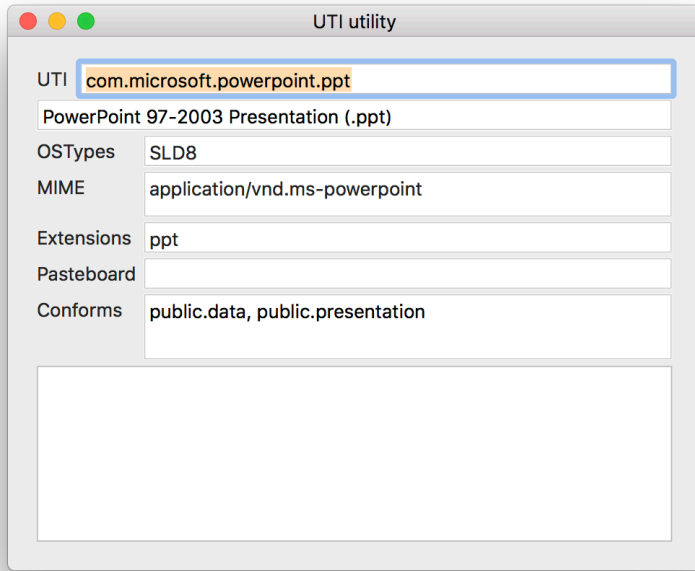 UTI utility
UTI com.microsoft.powerpoint.ppt
PowerPoint 97-2003 Presentation (.ppt)
OSTypes SLD8
MIME application/vnd.ms-powerpoint
Extensions ppt
Pasteboard
Conforms public.data, public.presentation